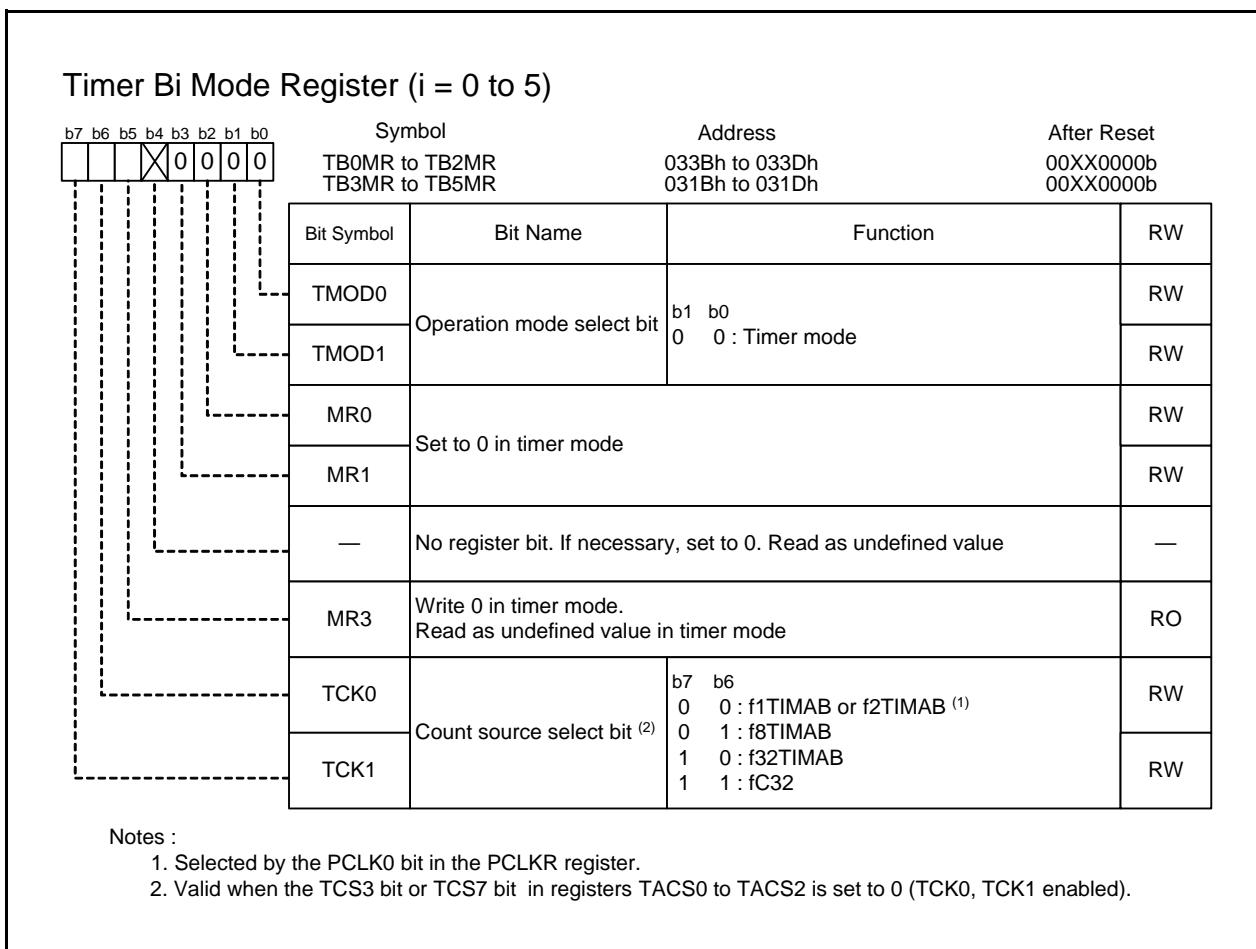 Timer Bi Mode Register (i = 0 to 5)
b7 b6 b5 b4 b3 b2 b1 b0
0 0 0 0
Symbol Address After Reset
TB0MR to TB2MR 033Bh to 033Dh 00XX0000b
TB3MR to TB5MR 031Bh to 031Dh 00XX0000b
Bit Symbol Bit Name Function RW
TMOD0 RW
Operation mode select bit
b1 b0
0 0 : Timer mode
TMOD1 RW
MR0 RW
Set to 0 in timer mode
MR1 RW
— No register bit. If necessary, set to 0. Read as undefined value —
MR3 RO
Write 0 in timer mode.
Read as undefined value in timer mode
TCK0 RW
Count source select bit (2)
b7 b6
0 0 : f1TIMAB or f2TIMAB (1)
0 1 : f8TIMAB
1 0 : f32TIMAB
1 1 : fC32
TCK1 RW
Notes :
1. Selected by the PCLK0 bit in the PCLKR register.
2. Valid when the TCS3 bit or TCS7 bit in registers TACS0 to TACS2 is set to 0 (TCK0, TCK1 enabled).